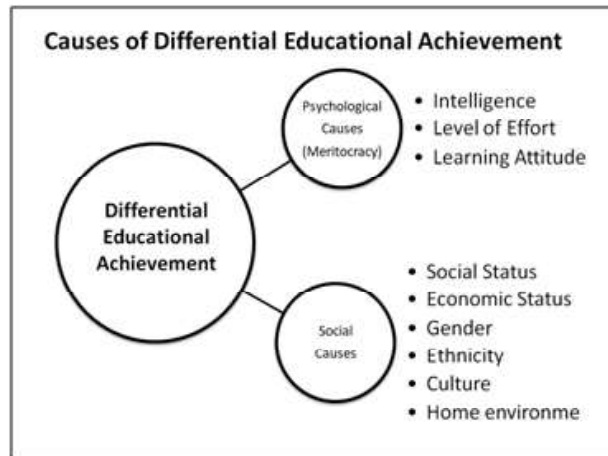 Causes of Differential Educational Achievement
Psychological
Causes
(Meritocracy)
• Intelligence
• Level of Effort
• Learning Attitude
Differential
Educational
Achievement
Social
Causes
• Social Status
• Economic Status
• Gender
• Ethnicity
• Culture
• Home environme